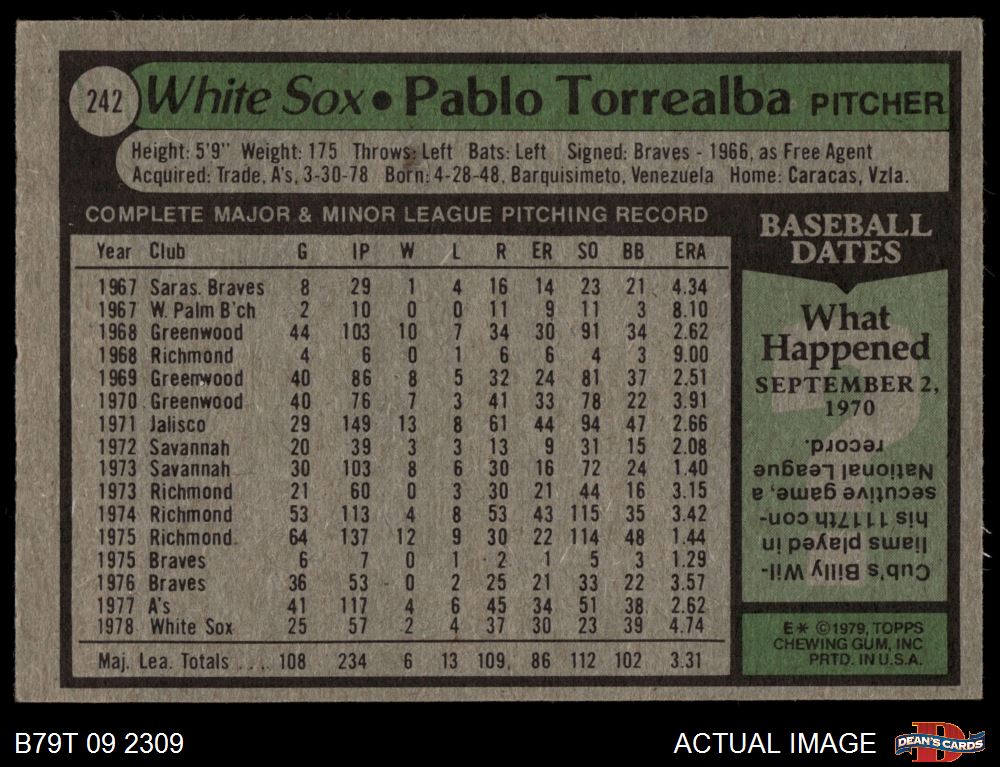 242 White Sox • Pablo Torrealba PITCHER
Height: 5'9" Weight: 175 Throws: Left Bats: Left Signed: Braves - 1966, as Free Agent
Acquired: Trade, A's, 3-30-78 Born: 4-28-48, Barquisimeto, Venezuela Home: Caracas, Vzla.
COMPLETE MAJOR & MINOR LEAGUE PITCHING RECORD
Year Club G IP W L R ER SO BB ERA
1967 Saras. Braves 8 29 1 4 16 14 23 21 4.34
1967 W. Palm B'ch 2 10 0 0 11 9 11 3 8.10
1968 Greenwood 44 103 10 7 34 30 91 34 2.62
1968 Richmond 4 6 0 1 6 6 4 3 9.00
1969 Greenwood 40 86 8 5 32 24 81 37 2.51
1970 Greenwood 40 76 7 3 41 33 78 22 3.91
1971 Jalisco 29 149 13 8 61 44 94 47 2.66
1972 Savannah 20 39 3 3 13 9 31 15 2.08
1973 Savannah 30 103 8 6 30 16 72 24 1.40
1973 Richmond 21 60 0 3 30 21 44 16 3.15
1974 Richmond 53 113 4 8 53 43 115 35 3.42
1975 Richmond 64 137 12 9 30 22 114 48 1.44
1975 Braves 6 7 0 1 2 1 5 3 1.29
1976 Braves 36 53 0 2 25 21 33 22 3.57
1977 A's 41 117 4 6 45 34 51 38 2.62
1978 White Sox 25 57 2 4 37 30 23 39 4.74
Maj. Lea. Totals . . . . 108 234 6 13 109 86 112 102 3.31
BASEBALL
DATES
What
Happened
SEPTEMBER 2,
1970
Cub's Billy Wil-
liams played in
his 1117th con-
secutive game, a
National League
record.
E* ©1979, TOPPS
CHEWING GUM, INC
PRTD. IN U.S.A.
B79T 09 2309
ACTUAL IMAGE
D
DEAN'S CARDS